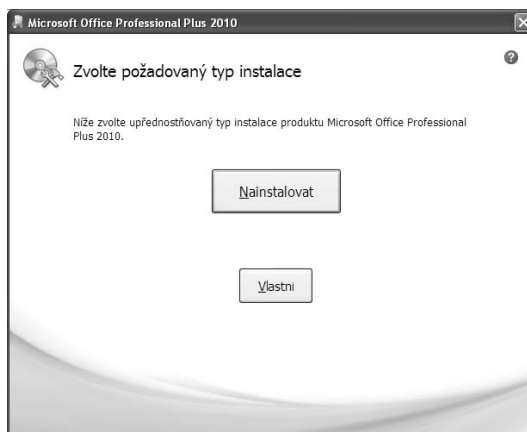 Microsoft Office Professional Plus 2010
Zvolte požadovaný typ instalace
Níže zvolte upřednostňovaný typ instalace produktu Microsoft Office Professional
Plus 2010.
Nainstalovat
Vlastni